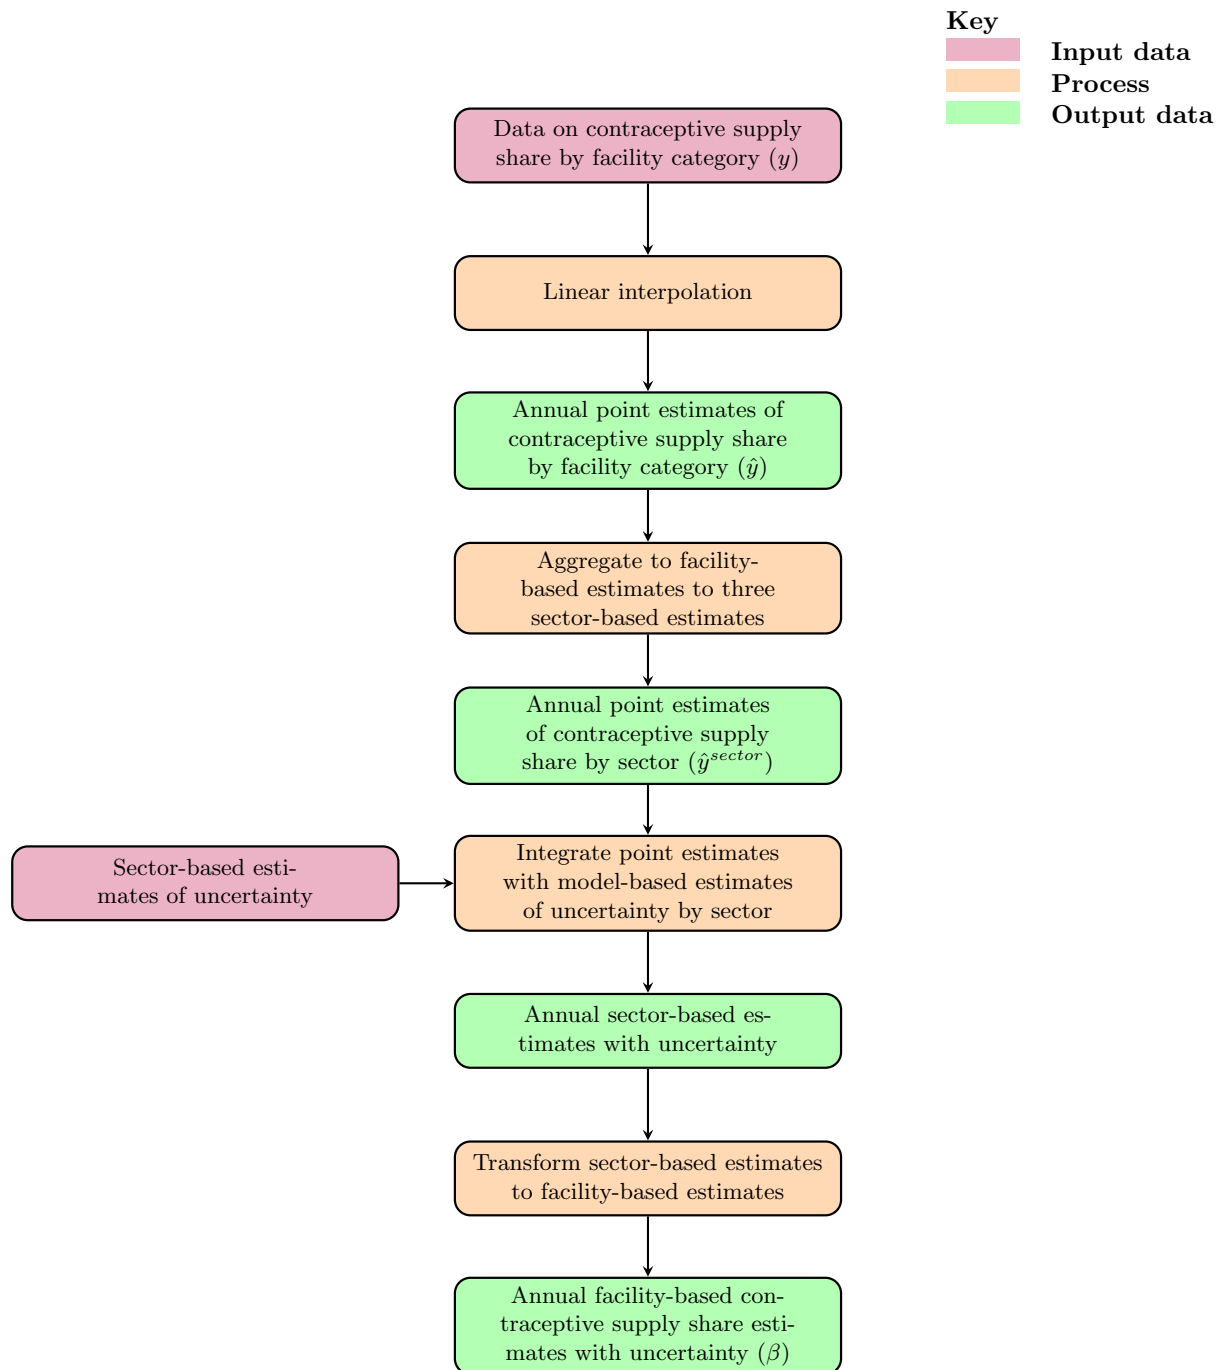 Key
Input data
Process
Output data
Data on contraceptive supply
share by facility category (y)
Linear interpolation
Annual point estimates of
contraceptive supply share
by facility category (ŷ)
Aggregate to facility-
based estimates to three
sector-based estimates
Annual point estimates
of contraceptive supply
share by sector (ŷ^{sector})
Sector-based esti-
mates of uncertainty
Integrate point estimates
with model-based estimates
of uncertainty by sector
Annual sector-based es-
timates with uncertainty
Transform sector-based estimates
to facility-based estimates
Annual facility-based con-
traceptive supply share esti-
mates with uncertainty (β)